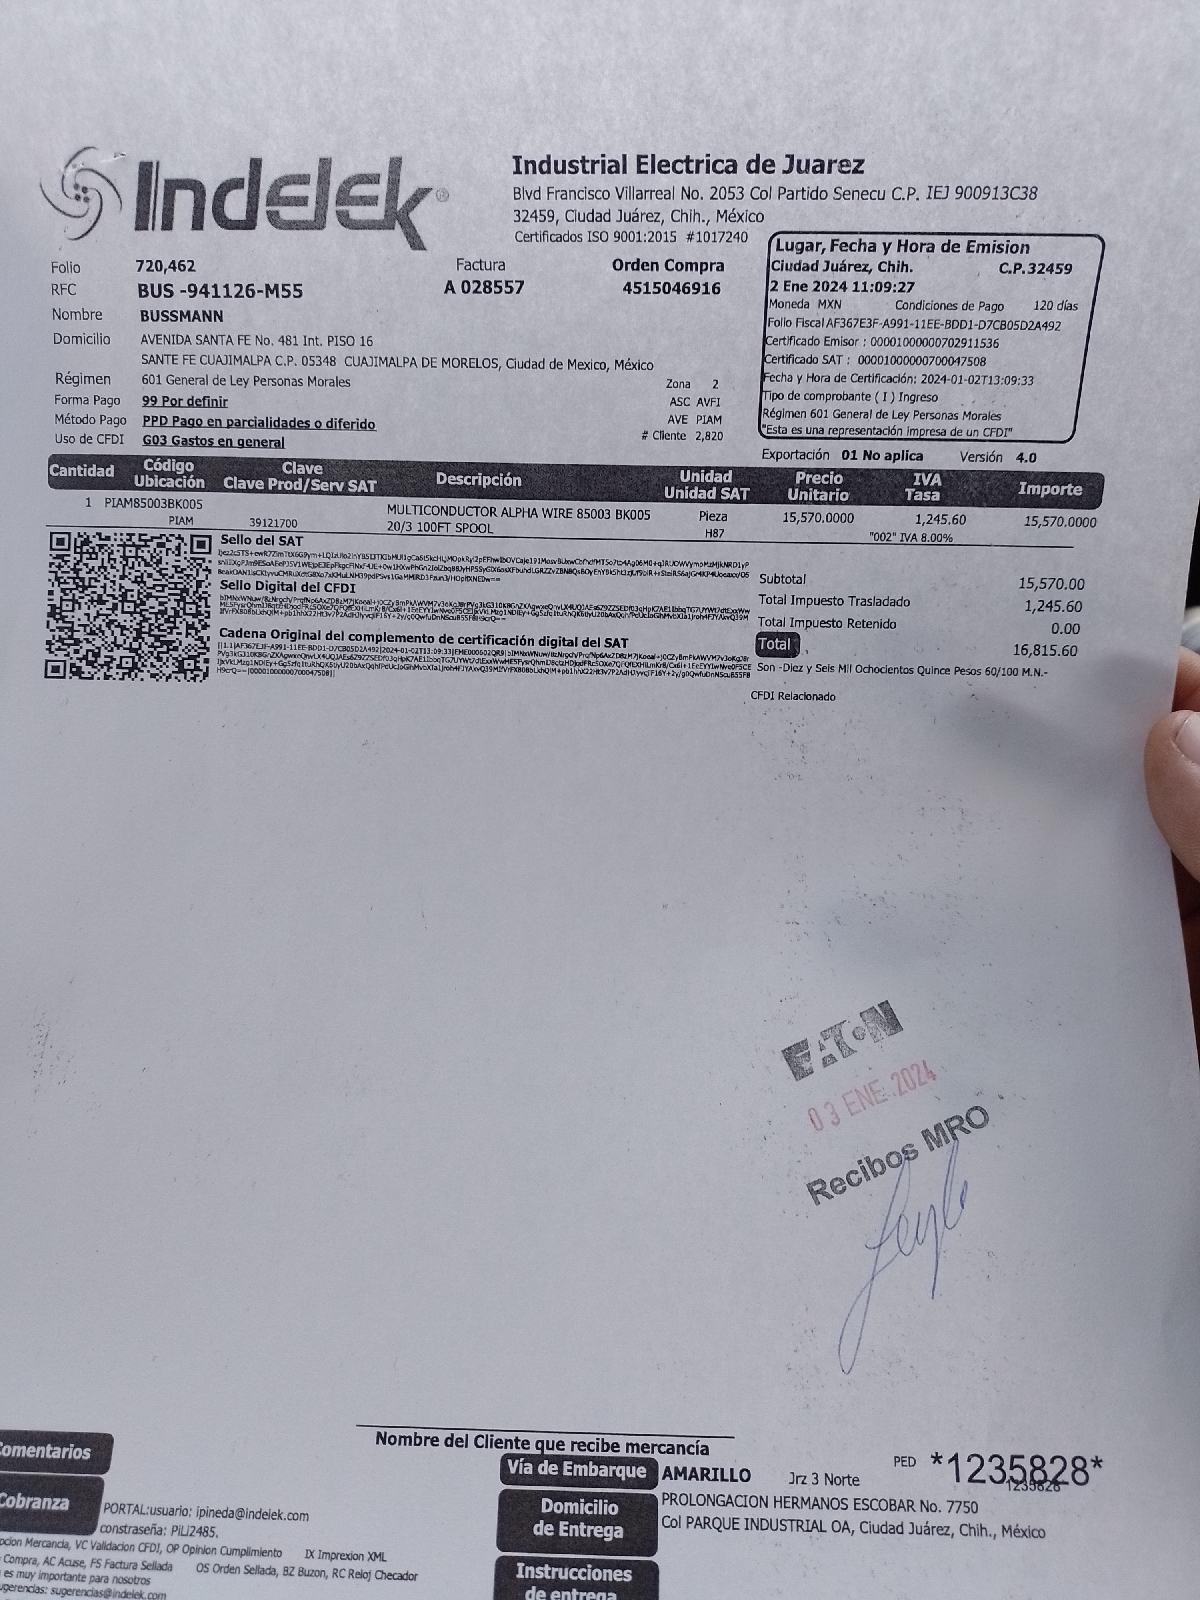 Indelek®
Industrial Electrica de Juarez
Blvd Francisco Villarreal No. 2053 Col Partido Senecu C.P. IEJ 900913C38
32459, Ciudad Juárez, Chih., México
Certificados ISO 9001:2015 #1017240
Lugar, Fecha y Hora de Emision
Ciudad Juárez, Chih. C.P.32459
2 Ene 2024 11:09:27
Moneda MXN Condiciones de Pago 120 días
Folio Fiscal AF367E3F-A991-11EE-BDD1-D7CB05D2A492
Certificado Emisor : 00001000000702911536
Certificado SAT : 00001000000700047508
Fecha y Hora de Certificación: 2024-01-02T13:09:33
Tipo de comprobante ( I ) Ingreso
Régimen 601 General de Ley Personas Morales
"Esta es una representación impresa de un CFDI"
Exportación 01 No aplica Versión 4.0
Folio 720,462 Factura Orden Compra
RFC BUS -941126-M55 A 028557 4515046916
Nombre BUSSMANN
Domicilio AVENIDA SANTA FE No. 481 Int. PISO 16
SANTE FE CUAJIMALPA C.P. 05348 CUAJIMALPA DE MORELOS, Ciudad de Mexico, México
Régimen 601 General de Ley Personas Morales Zona 2
Forma Pago 99 Por definir ASC AVFI
Método Pago PPD Pago en parcialidades o diferido AVE PIAM
Uso de CFDI G03 Gastos en general # Cliente 2,820
Cantidad Código Ubicación Clave Clave Prod/Serv SAT Descripción Unidad Unidad SAT Precio Unitario IVA Tasa Importe
1 PIAM85003BK005 MULTICONDUCTOR ALPHA WIRE 85003 BK005 Pieza 15,570.0000 1,245.60 15,570.0000
PIAM 39121700 20/3 100FT SPOOL H87 "002" IVA 8.00%
Sello del SAT
Sello Digital del CFDI
Cadena Original del complemento de certificación digital del SAT
Subtotal 15,570.00
Total Impuesto Trasladado 1,245.60
Total Impuesto Retenido 0.00
Total 16,815.60
Son -Diez y Seis Mil Ochocientos Quince Pesos 60/100 M.N.-
CFDI Relacionado
EATON
03 ENE 2024
Recibos MRO
Nombre del Cliente que recibe mercancía
Comentarios
Vía de Embarque AMARILLO Jrz 3 Norte PED *1235828*
1235828
Cobranza
PORTAL:usuario: ipineda@indelek.com
constraseña: PiLi2485.
Domicilio de Entrega PROLONGACION HERMANOS ESCOBAR No. 7750
Col PARQUE INDUSTRIAL OA, Ciudad Juárez, Chih., México
Mercancia, VC Validacion CFDI, OP Opinion Cumplimiento IX Imprexion XML
Compra, AC Acuse, FS Factura Sellada OS Orden Sellada, BZ Buzon, RC Reloj Checador
es muy importante para nosotros
sugerencias@indelek.com
Instrucciones de entrega